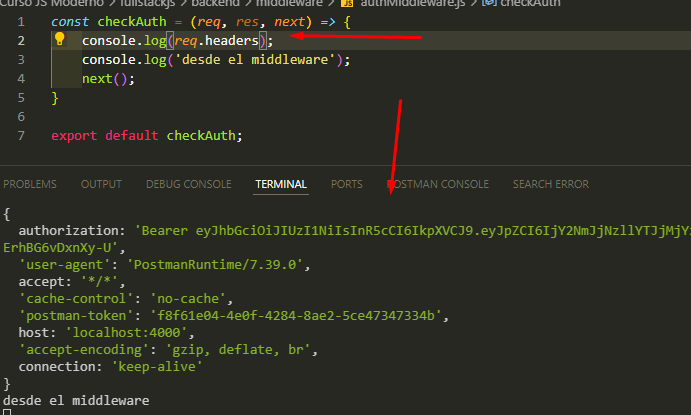 Curso JS Moderno > fullstackjs > backend > middleware > JS authMiddleware.js > checkAuth
1 const checkAuth = (req, res, next) => {
2 console.log(req.headers);
3 console.log('desde el middleware');
4 next();
5 }
6
7 export default checkAuth;
PROBLEMS OUTPUT DEBUG CONSOLE TERMINAL PORTS POSTMAN CONSOLE SEARCH ERROR
{
authorization: 'Bearer eyJhbGciOiJIUzI1NiIsInR5cCI6IkpXVCJ9.eyJpZCI6IjY2NmJjNzllYTJjMjYz
ErhBG6vDxnXy-U',
'user-agent': 'PostmanRuntime/7.39.0',
accept: '*/*',
'cache-control': 'no-cache',
'postman-token': 'f8f61e04-4e0f-4284-8ae2-5ce47347334b',
host: 'localhost:4000',
'accept-encoding': 'gzip, deflate, br',
connection: 'keep-alive'
}
desde el middleware